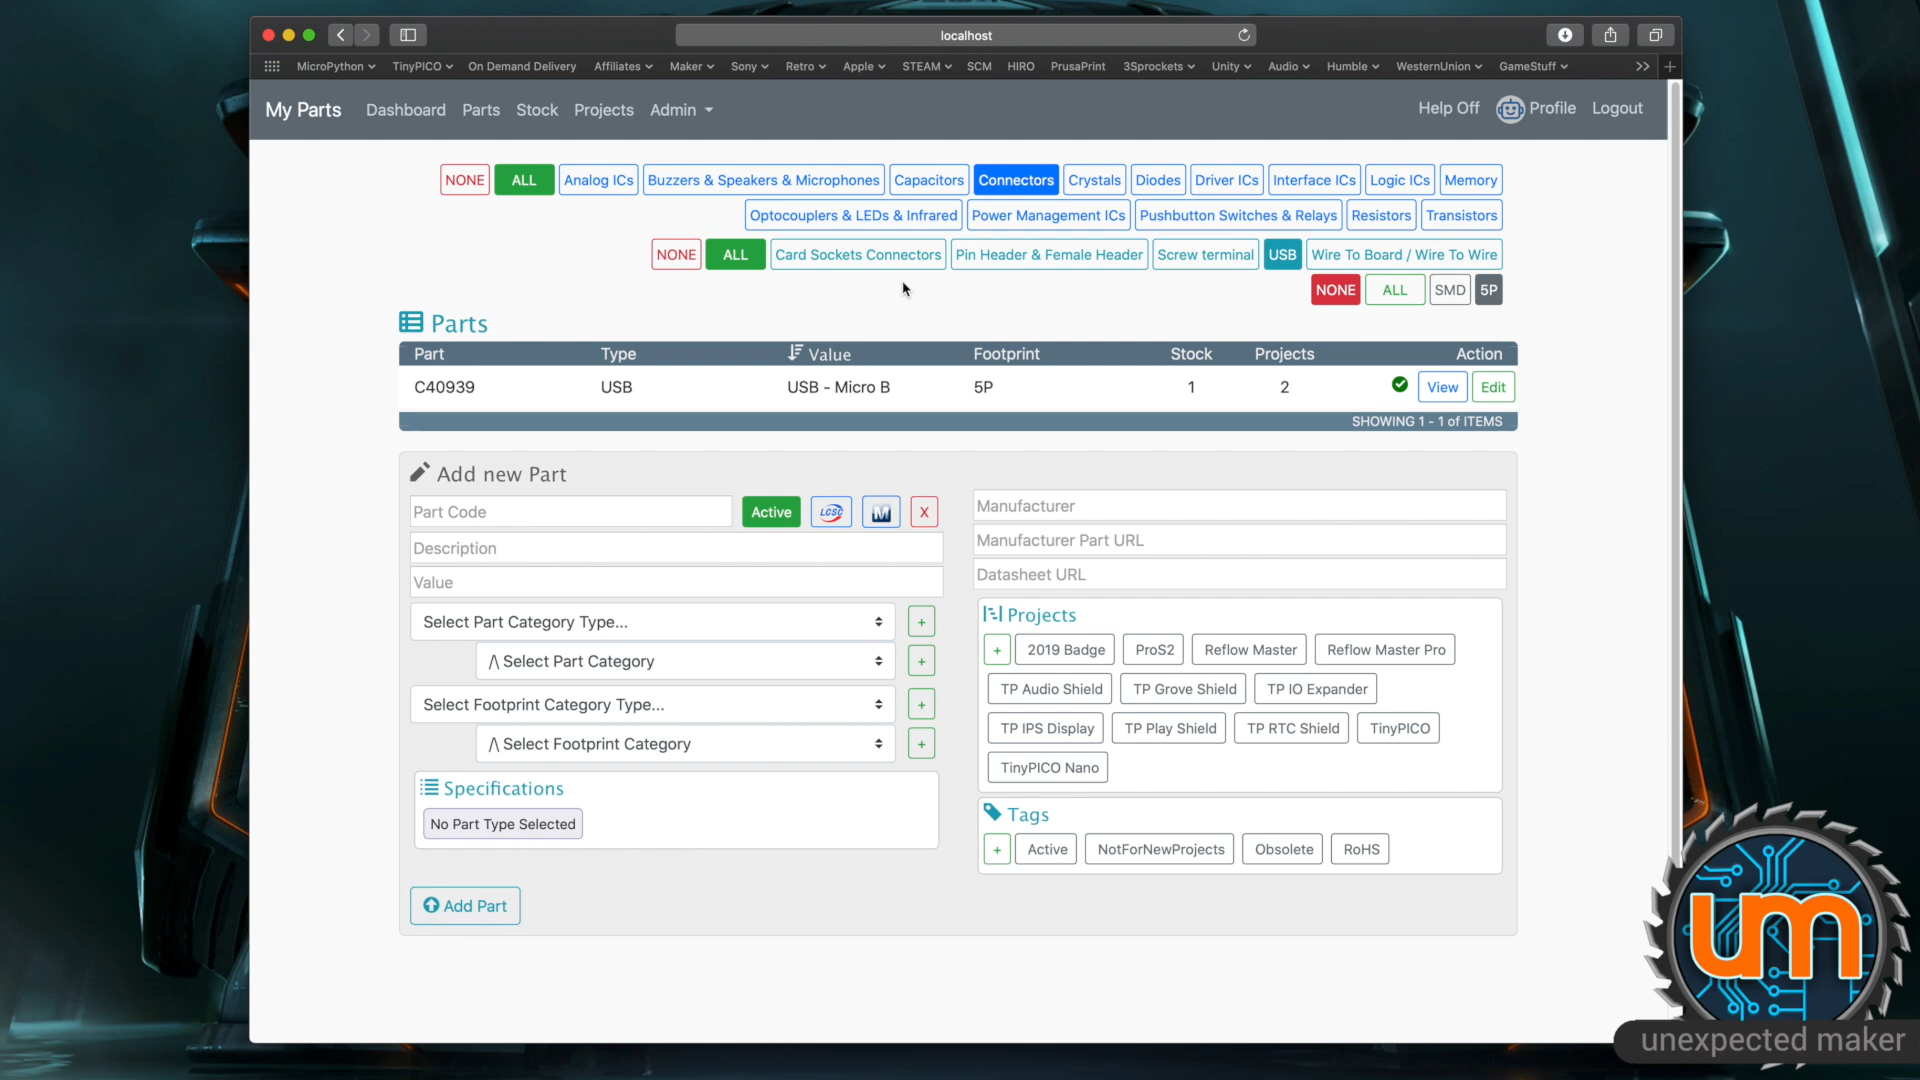 localhost
MicroPython TinyPICO On Demand Delivery Affiliates Maker Sony Retro Apple STEAM SCM HIRO PrusaPrint 3Sprockets Unity Audio Humble WesternUnion GameStuff
My Parts Dashboard Parts Stock Projects Admin Help Off Profile Logout
NONE ALL Analog ICs Buzzers & Speakers & Microphones Capacitors Connectors Crystals Diodes Driver ICs Interface ICs Logic ICs Memory
Optocouplers & LEDs & Infrared Power Management ICs Pushbutton Switches & Relays Resistors Transistors
NONE ALL Card Sockets Connectors Pin Header & Female Header Screw terminal USB Wire To Board / Wire To Wire
NONE ALL SMD 5P
Parts
Part Type Value Footprint Stock Projects Action
C40939 USB USB - Micro B 5P 1 2 View Edit
SHOWING 1 - 1 of ITEMS
Add new Part
Part Code Active LCSC M X
Description
Value
Select Part Category Type... +
/\ Select Part Category +
Select Footprint Category Type... +
/\ Select Footprint Category +
Specifications
No Part Type Selected
Add Part
Manufacturer
Manufacturer Part URL
Datasheet URL
Projects
+ 2019 Badge ProS2 Reflow Master Reflow Master Pro
TP Audio Shield TP Grove Shield TP IO Expander
TP IPS Display TP Play Shield TP RTC Shield TinyPICO
TinyPICO Nano
Tags
+ Active NotForNewProjects Obsolete RoHS
um
unexpected maker